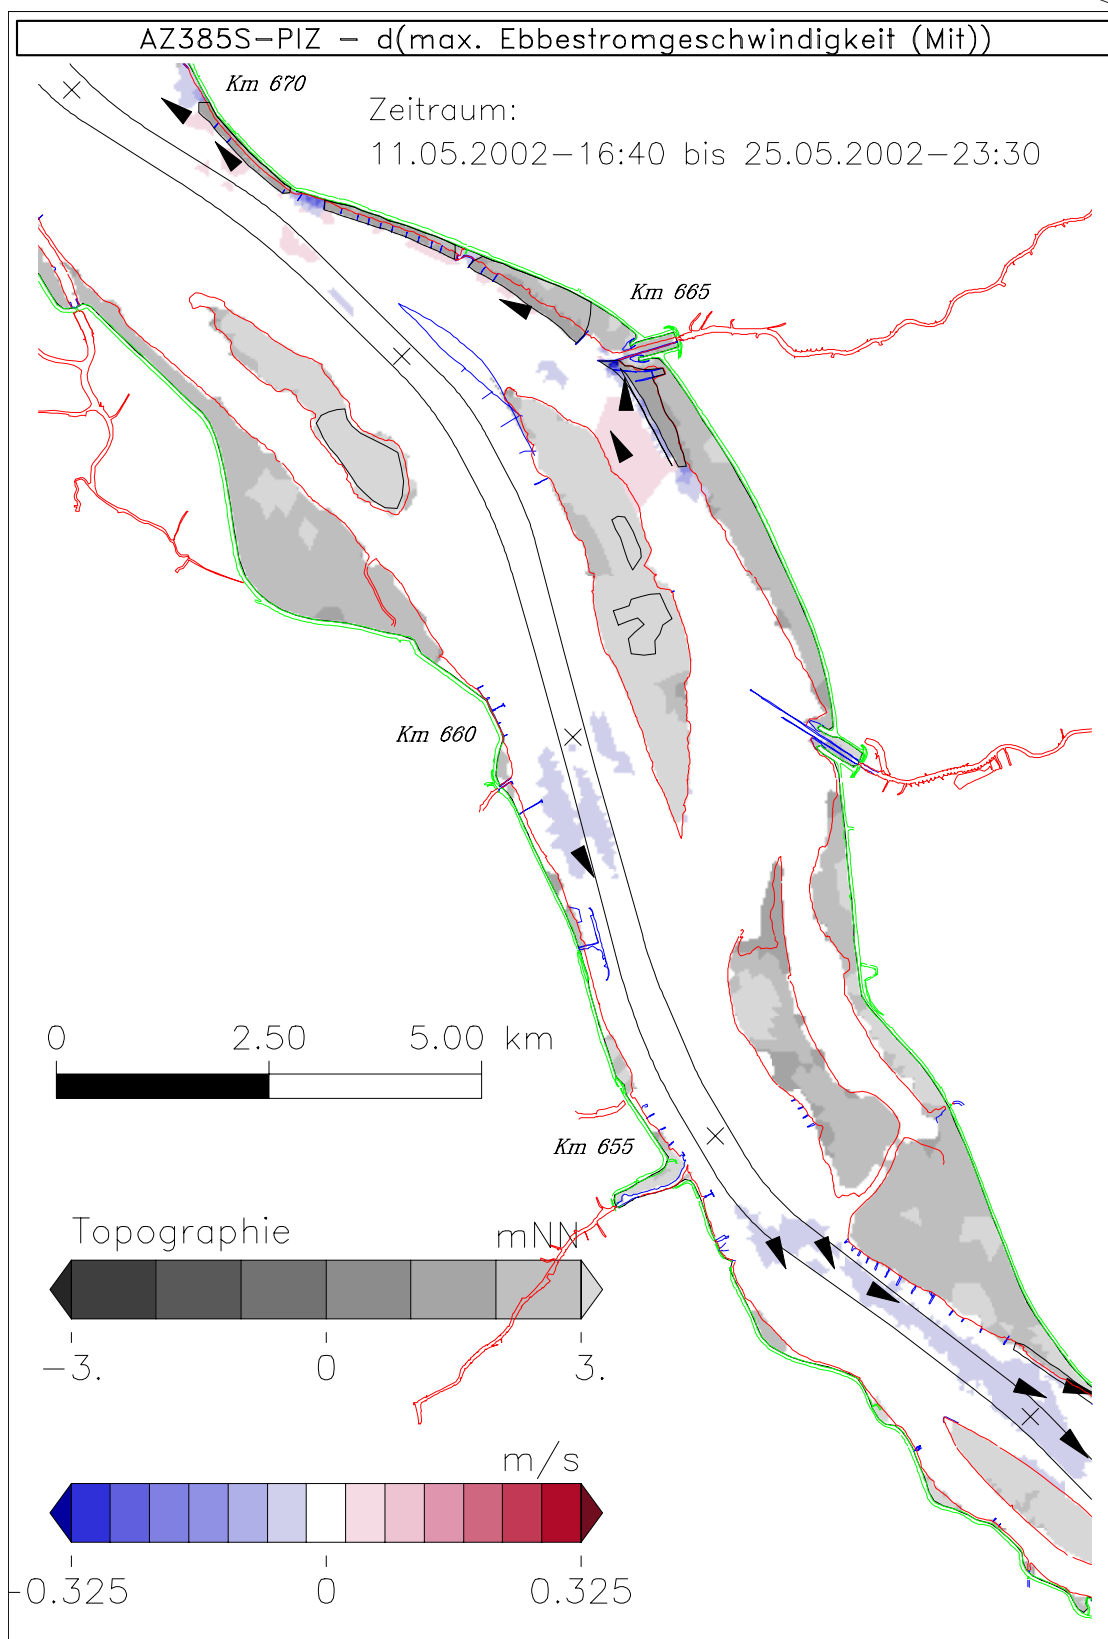 AZ385S-PIZ - d(max. Ebbestromgeschwindigkeit (Mit))
Km 670
Zeitraum:
11.05.2002-16:40 bis 25.05.2002-23:30
Km 665
Km 660
0 2.50 5.00 km
Km 655
Topographie mNN
-3. 0 3.
m/s
-0.325 0 0.325